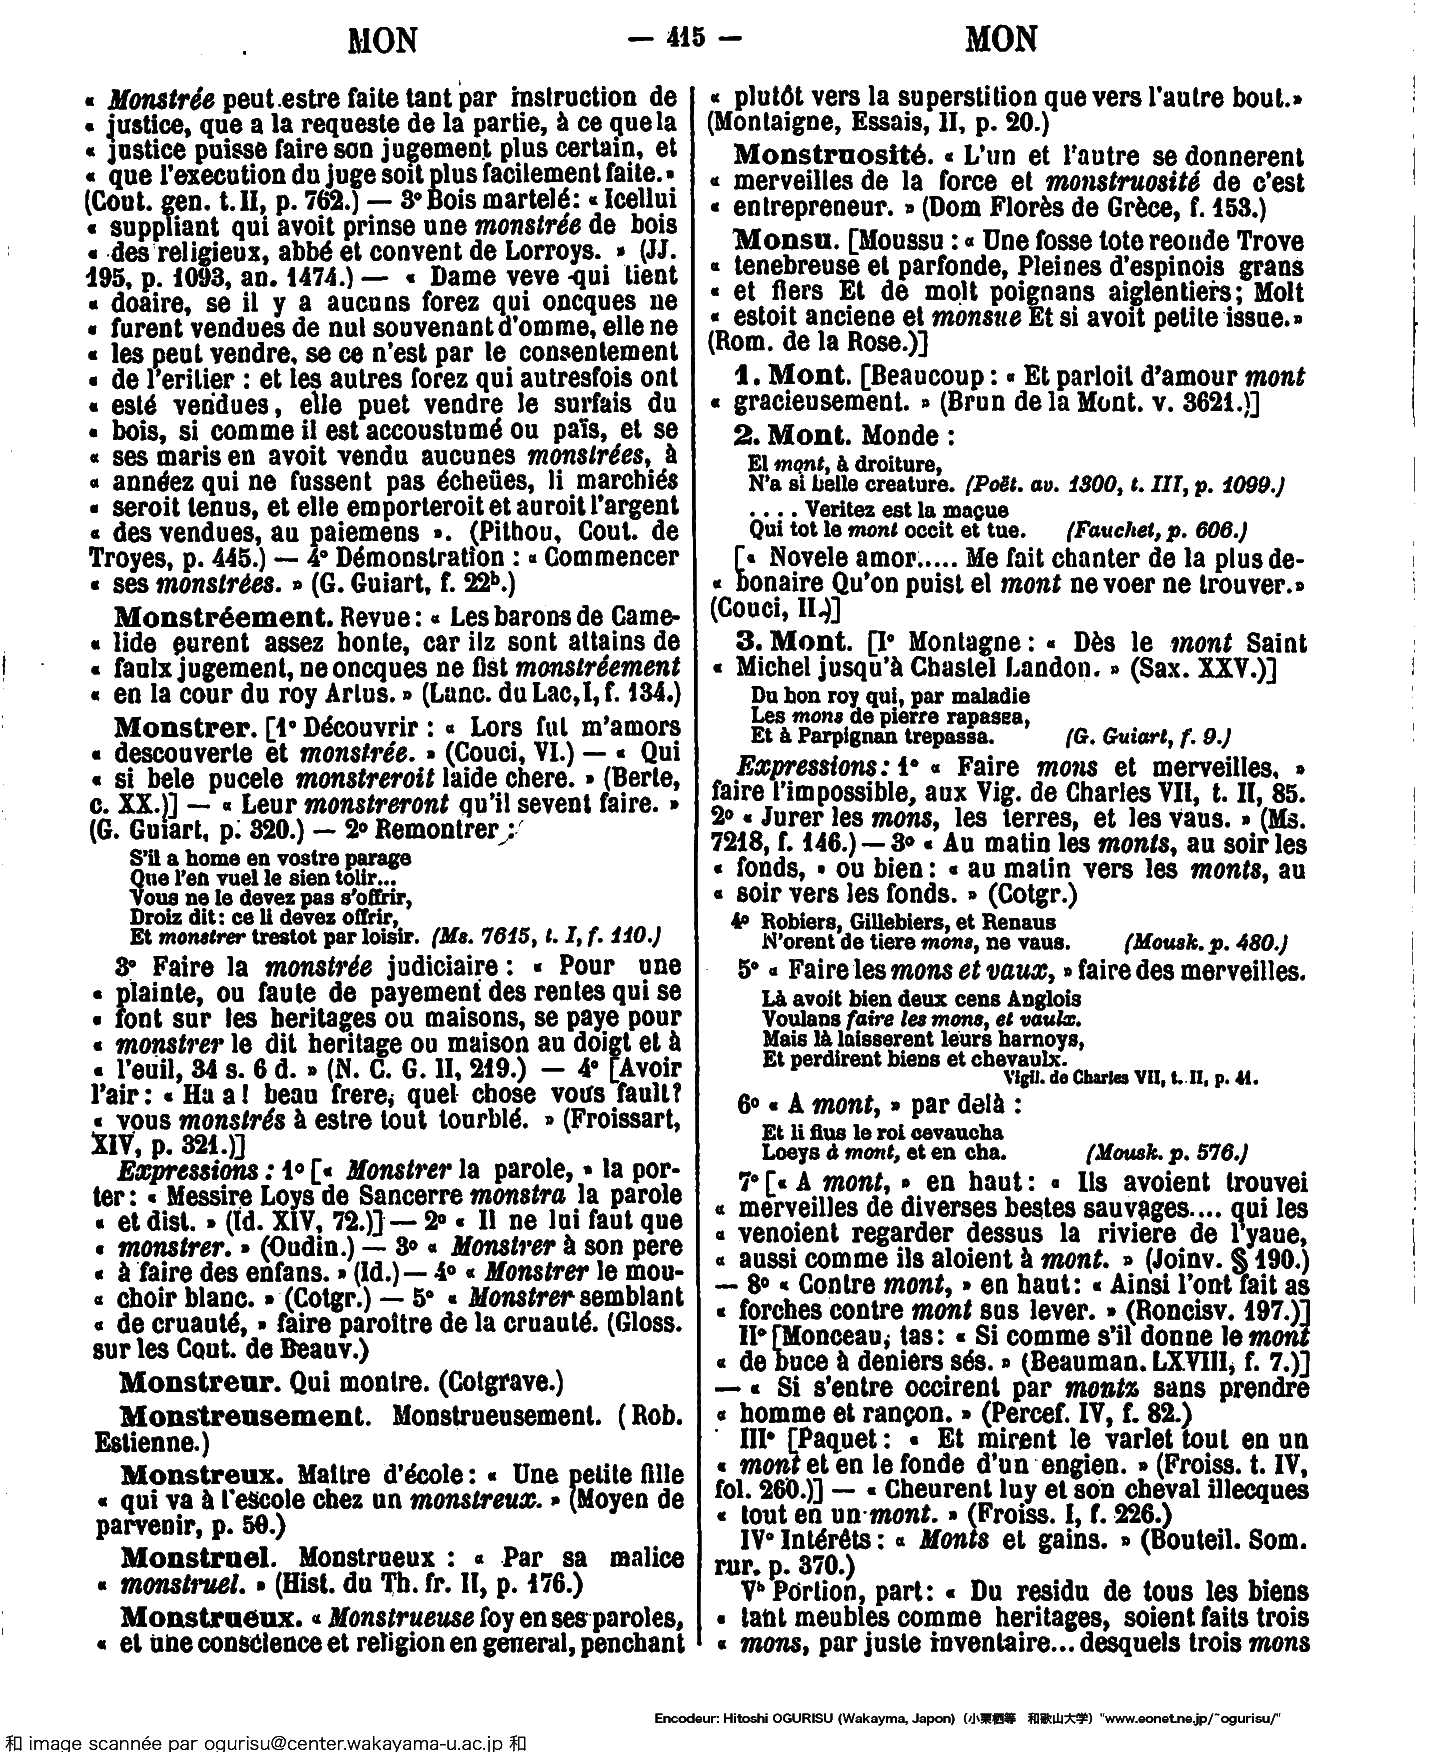 MON — 415 — MON
« Monstrée peut estre faite tant par instruction de
« justice, que a la requeste de la partie, à ce que la
« justice puisse faire son jugement plus certain, et
« que l'execution du juge soit plus facilement faite. »
(Cout. gen. t. II, p. 762.) — 3° Bois martelé: « Icellui
« suppliant qui avoit prinse une monstrée de bois
« des religieux, abbé et convent de Lorroys. » (JJ.
195, p. 1093, an. 1474.) — « Dame veve qui tient
« doaire, se il y a aucuns forez qui oncques ne
« furent vendues de nul souvenant d'omme, elle ne
« les peut vendre, se ce n'est par le consentement
« de l'eritier : et les autres forez qui autresfois ont
« esté vendues, elle puet vendre le surfais du
« bois, si comme il est accoustumé ou païs, et se
« ses maris en avoit vendu aucunes monstrées, à
« annéez qui ne fussent pas écheües, li marchiés
« seroit tenus, et elle emporteroit et auroit l'argent
« des vendues, au paiemens ». (Pithou, Cout. de
Troyes, p. 445.) — 4° Démonstration : « Commencer
« ses monstrées. » (G. Guiart, f. 22b.)
Monstréement. Revue : « Les barons de Came-
« lide eurent assez honte, car ilz sont attains de
« faulx jugement, ne oncques ne fist monstréement
« en la cour du roy Artus. » (Lanc. du Lac, I, f. 134.)
Monstrer. [1° Découvrir : « Lors fut m'amors
« descouverte et monstrée. » (Couci, VI.) — « Qui
« si bele pucele monstreroit laide chere. » (Berte,
c. XX.)] — « Leur monstreront qu'il sevent faire. »
(G. Guiart, p. 320.) — 2° Remontrer :
S'il a home en vostre parage
Que l'en vuel le sien tolir...
Vous ne le devez pas s'offrir,
Droiz dit: ce li devez offrir,
Et monstrer trestot par loisir. (Ms. 7615, t. I, f. 110.)
3° Faire la monstrée judiciaire : « Pour une
« plainte, ou faute de payement des rentes qui se
« font sur les heritages ou maisons, se paye pour
« monstrer le dit heritage ou maison au doigt et à
« l'euil, 34 s. 6 d. » (N. C. G. II, 219.) — 4° [Avoir
l'air : « Ha a ! beau frere, quel chose vous fault?
« vous monstrés à estre tout tourblé. » (Froissart,
XIV, p. 321.)]
Expressions : 1° [« Monstrer la parole, » la por-
ter : « Messire Loys de Sancerre monstra la parole
« et dist. » (Id. XIV, 72.)] — 2° « Il ne lui faut que
« monstrer. » (Oudin.) — 3° « Monstrer à son pere
« à faire des enfans. » (Id.) — 4° « Monstrer le mou-
« choir blanc. » (Cotgr.) — 5° « Monstrer semblant
« de cruauté, » faire paroître de la cruauté. (Gloss.
sur les Cout. de Beauv.)
Monstreur. Qui montre. (Cotgrave.)
Monstreusement. Monstrueusement. (Rob.
Estienne.)
Monstreux. Maître d'école : « Une petite fille
« qui va à l'escole chez un monstreux. » (Moyen de
parvenir, p. 50.)
Monstruel. Monstrueux : « Par sa malice
« monstruel. » (Hist. du Th. fr. II, p. 176.)
Monstrueux. « Monstrueuse foy en ses paroles,
« et une conscience et religion en general, penchant
« plutôt vers la superstition que vers l'autre bout. »
(Montaigne, Essais, II, p. 20.)
Monstruosité. « L'un et l'autre se donnerent
« merveilles de la force et monstruosité de c'est
« entrepreneur. » (Dom Florès de Grèce, f. 153.)
Monsu. [Moussu : « Une fosse tote reonde Trove
« tenebreuse et parfonde, Pleines d'espinois grans
« et fiers Et de molt poignans aiglentiers; Molt
« estoit anciene et monsue Et si avoit petite issue. »
(Rom. de la Rose.)]
1. Mont. [Beaucoup : « Et parloit d'amour mont
« gracieusement. » (Brun de la Mont. v. 3621.)]
2. Mont. Monde :
El mont, à droiture,
N'a si belle creature. (Poët. av. 1300, t. III, p. 1099.)
. . . . Veritez est la maçue
Qui tot le mont occit et tue. (Fauchet, p. 606.)
[« Novele amor..... Me fait chanter de la plus de-
« bonaire Qu'on puist el mont ne voer ne trouver. »
(Couci, II.)]
3. Mont. [I° Montagne : « Dès le mont Saint
« Michel jusqu'à Chastel Landon. » (Sax. XXV.)]
Du bon roy qui, par maladie
Les mons de pierre rapassa,
Et à Parpignan trepassa. (G. Guiart, f. 9.)
Expressions : 1° « Faire mons et merveilles, »
faire l'impossible, aux Vig. de Charles VII, t. II, 85.
2° « Jurer les mons, les terres, et les vaus. » (Ms.
7218, f. 146.) — 3° « Au matin les monts, au soir les
« fonds, » ou bien : « au matin vers les monts, au
« soir vers les fonds. » (Cotgr.)
4° Robiers, Gillebiers, et Renaus
N'orent de tiere mons, ne vaus. (Mousk. p. 480.)
5° « Faire les mons et vaux, » faire des merveilles.
Là avoit bien deux cens Anglois
Voulans faire les mons, et vaulx.
Mais là laisserent leurs harnoys,
Et perdirent biens et chevaulx.
Vigil. de Charles VII, t. II, p. 41.
6° « A mont, » par delà :
Et li fius le roi cevaucha
Loeys à mont, et en cha. (Mousk. p. 576.)
7° [« A mont, » en haut : « Ils avoient trouvei
« merveilles de diverses bestes sauvages.... qui les
« venoient regarder dessus la riviere de l'yaue,
« aussi comme ils aloient à mont. » (Joinv. § 190.)
— 8° « Contre mont, » en haut : « Ainsi l'ont fait as
« forches contre mont sus lever. » (Roncisv. 197.)]
II° [Monceau, tas : « Si comme s'il donne le mont
« de buce à deniers sés. » (Beauman. LXVIII, f. 7.)]
— « Si s'entre occirent par montz sans prendre
« homme et rançon. » (Percef. IV, f. 82.)
III° [Paquet : « Et mirent le varlet tout en un
« mont et en le fonde d'un engien. » (Froiss. t. IV,
fol. 260.)] — « Cheurent luy et son cheval illecques
« tout en un mont. » (Froiss. I, f. 226.)
IV° Intérêts : « Monts et gains. » (Bouteil. Som.
rur. p. 370.)
Vb Portion, part : « Du residu de tous les biens
« tant meubles comme heritages, soient faits trois
« mons, par juste inventaire... desquels trois mons
Encodeur: Hitoshi OGURISU (Wakayma, Japon) (小栗栖等 和歌山大学) "www.eonet.ne.jp/~ogurisu/"
和 image scannée par ogurisu@center.wakayama-u.ac.jp 和